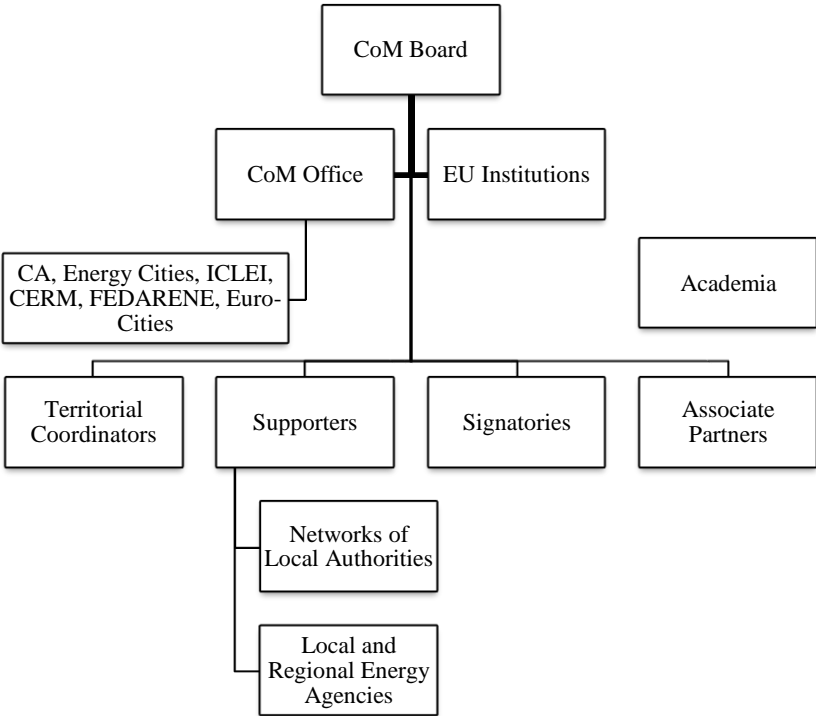 CoM Board
CoM Office
EU Institutions
CA, Energy Cities, ICLEI,
CERM, FEDARENE, Euro-
Cities
Academia
Territorial
Coordinators
Supporters
Signatories
Associate
Partners
Networks of
Local Authorities
Local and
Regional Energy
Agencies